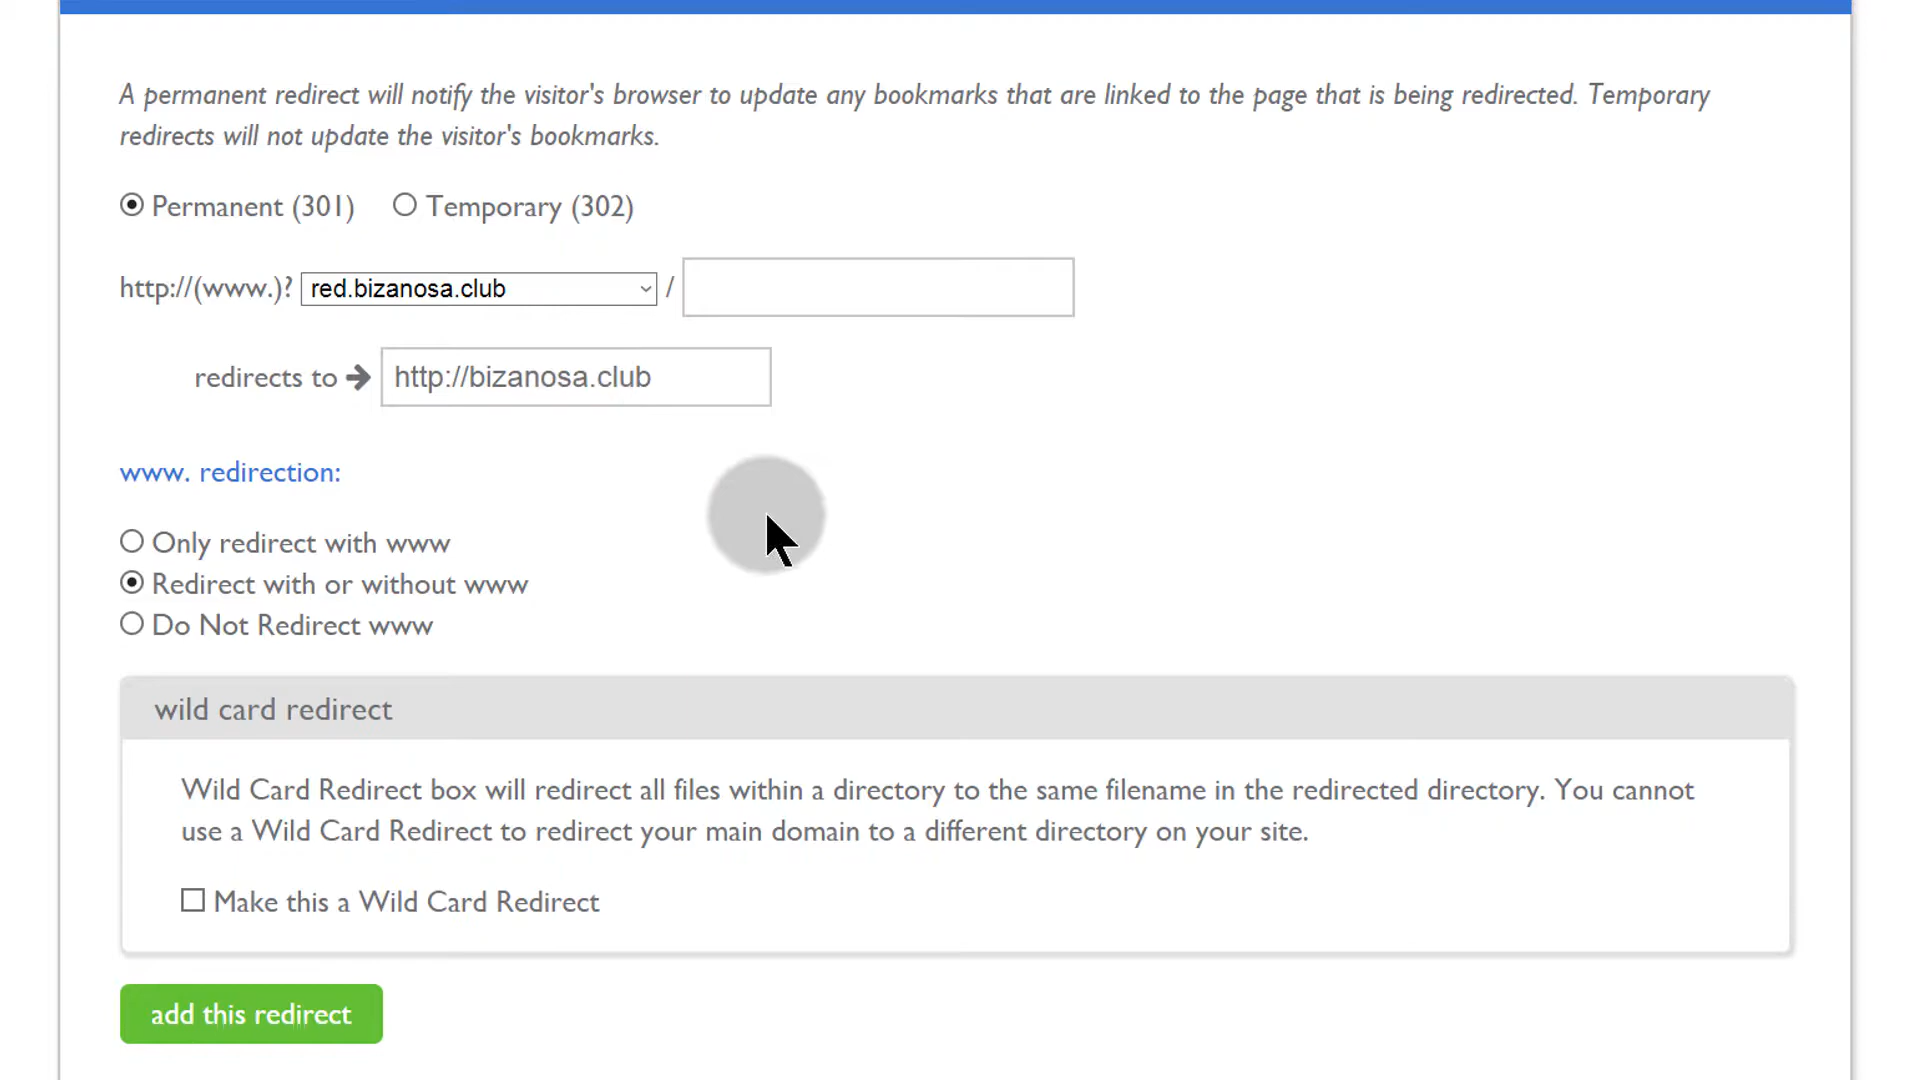 A permanent redirect will notify the visitor's browser to update any bookmarks that are linked to the page that is being redirected. Temporary
redirects will not update the visitor's bookmarks.
Permanent (301) Temporary (302)
http://(www.)? red.bizanosa.club /
redirects to → http://bizanosa.club
www. redirection:
Only redirect with www
Redirect with or without www
Do Not Redirect www
wild card redirect
Wild Card Redirect box will redirect all files within a directory to the same filename in the redirected directory. You cannot
use a Wild Card Redirect to redirect your main domain to a different directory on your site.
Make this a Wild Card Redirect
add this redirect